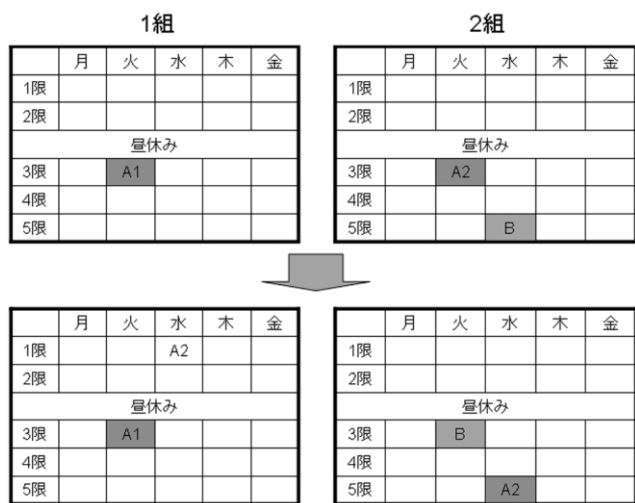 1組 2組
月 火 水 木 金 月 火 水 木 金
1限 1限
2限 2限
昼休み 昼休み
3限 A1 3限 A2
4限 4限
5限 5限 B
月 火 水 木 金 月 火 水 木 金
1限 A2 1限
2限 2限
昼休み 昼休み
3限 A1 3限 B
4限 4限
5限 5限 A2